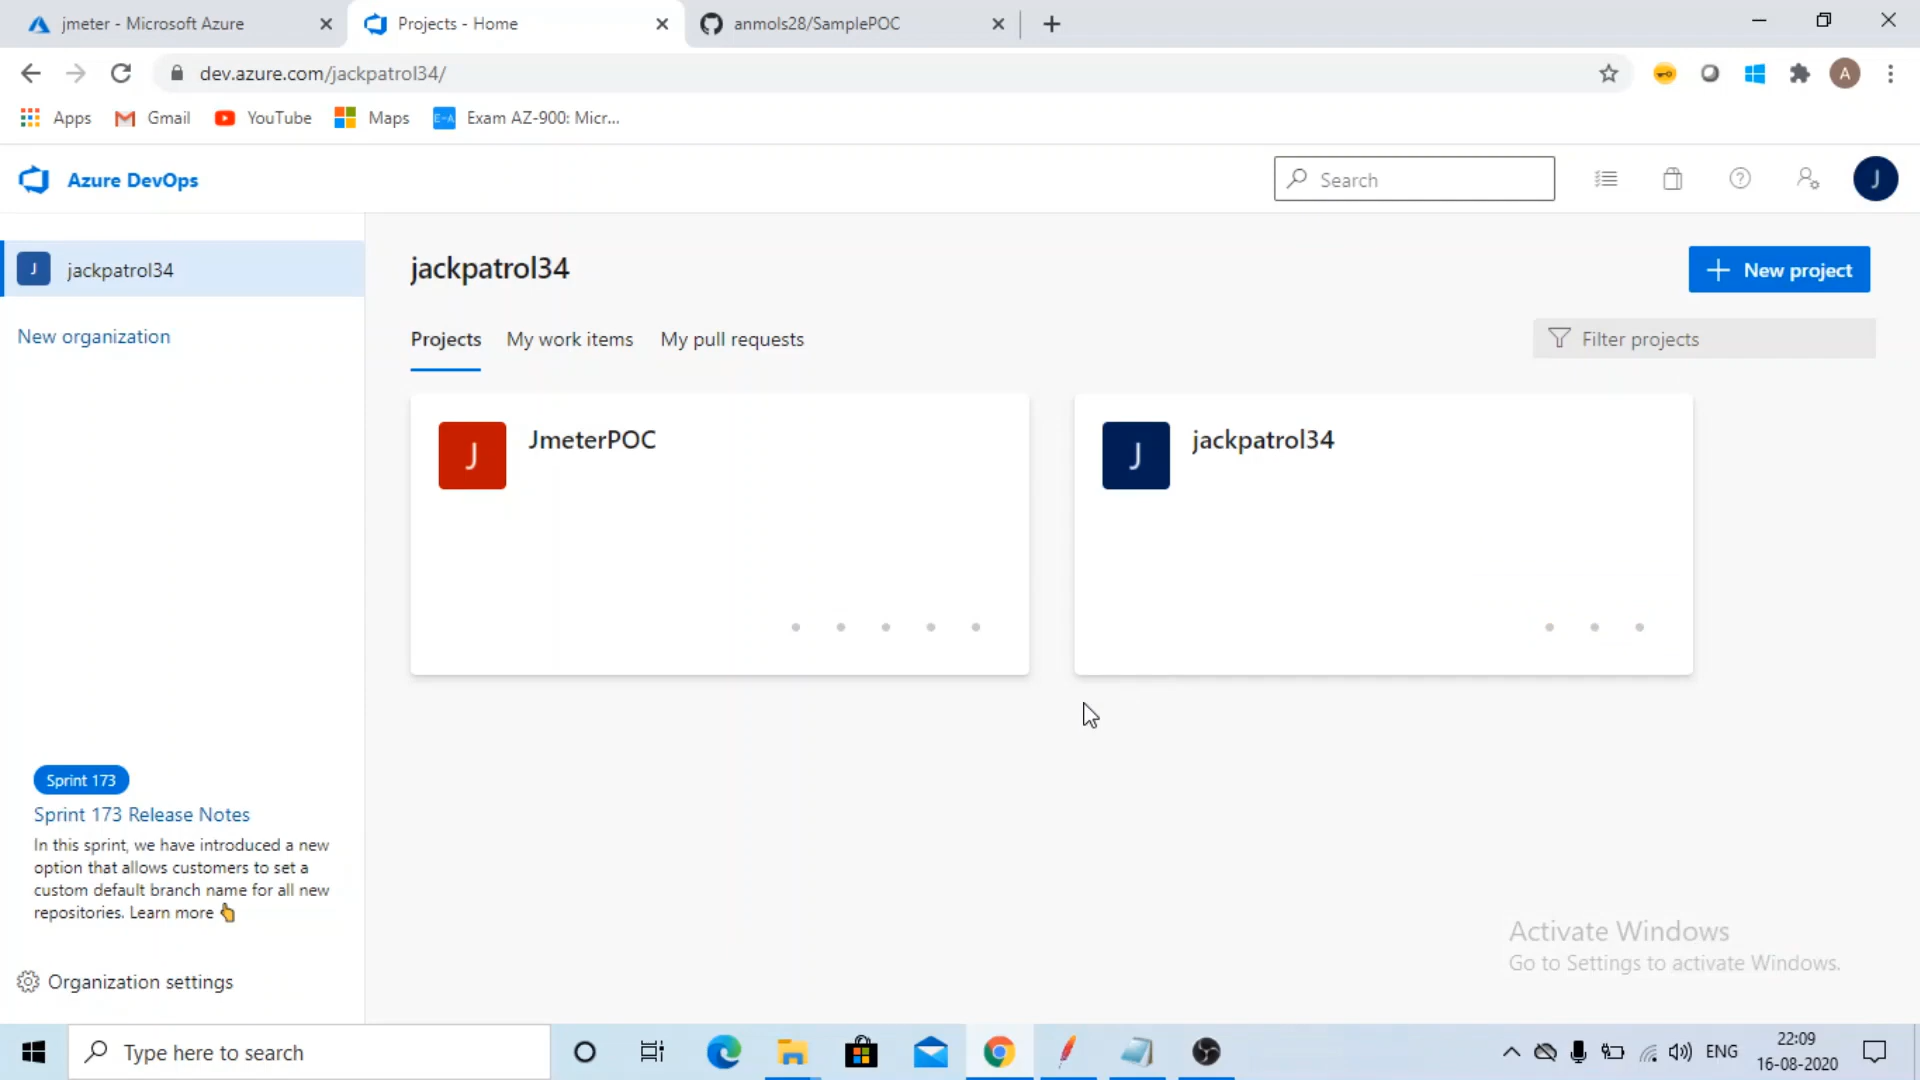 jmeter - Microsoft Azure
Projects - Home
anmols28/SamplePOC
dev.azure.com/jackpatrol34/
A
Apps
Gmail
YouTube
Maps
E-A
Exam AZ-900: Micr...
Azure DevOps
Search
J
J
jackpatrol34
New organization
jackpatrol34
New project
Projects
My work items
My pull requests
Filter projects
J
JmeterPOC
J
jackpatrol34
Sprint 173
Sprint 173 Release Notes
In this sprint, we have introduced a new
option that allows customers to set a
custom default branch name for all new
repositories. Learn more 👆
Organization settings
Activate Windows
Go to Settings to activate Windows.
Type here to search
ENG
22:09
16-08-2020